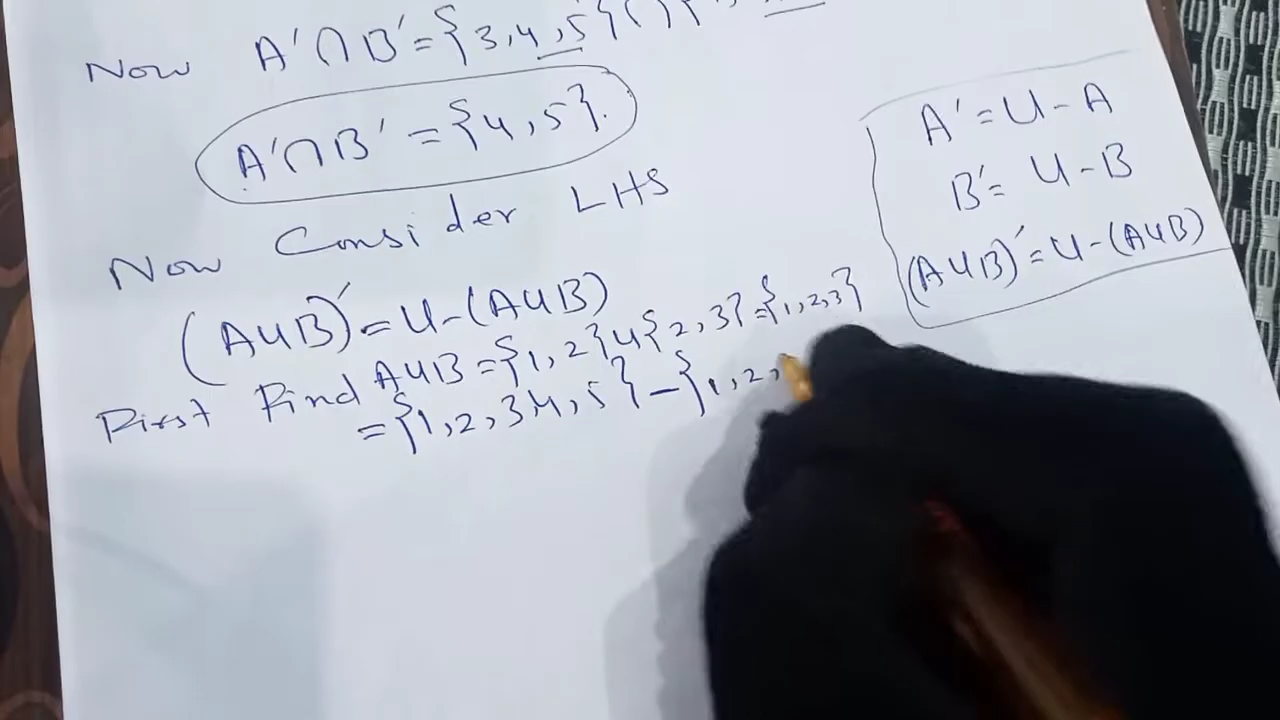 Now A' ∩ B' = {3,4,5} ∩ {
A'∩B' = {4,5}.
Now Consider LHS
(A∪B)' = U-(A∪B)
First Find A∪B = {1,2}∪{2,3} = {1,2,3}
= {1,2,3 4,5} - {1,2,
A' = U - A
B' = U - B
(A∪B)' = U-(A∪B)